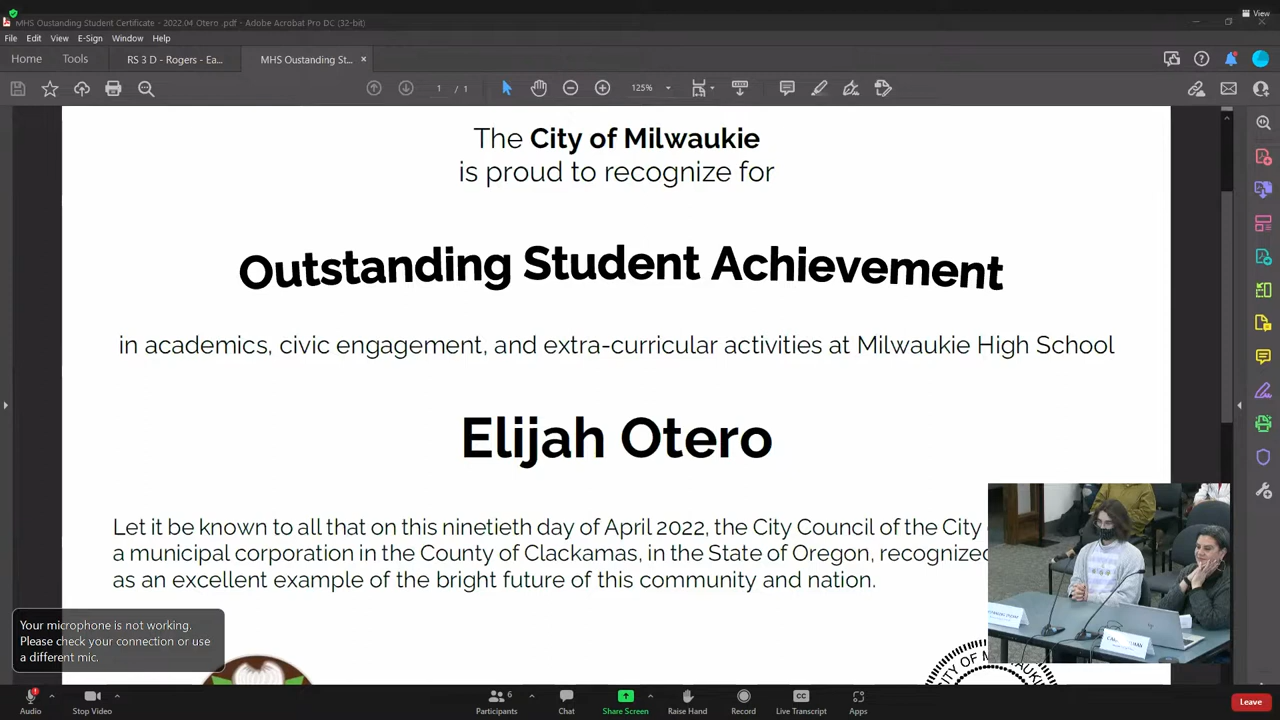 View
MHS Oustanding Student Certificate - 2022.04 Otero .pdf - Adobe Acrobat Pro DC (32-bit)
File Edit View E-Sign Window Help
Home Tools RS 3 D - Rogers - Ea... MHS Oustanding St... ×
1 / 1 125%
The City of Milwaukie
is proud to recognize for
Outstanding Student Achievement
in academics, civic engagement, and extra-curricular activities at Milwaukie High School
Elijah Otero
Let it be known to all that on this ninetieth day of April 2022, the City Council of the City
a municipal corporation in the County of Clackamas, in the State of Oregon, recognized
as an excellent example of the bright future of this community and nation.
Your microphone is not working.
Please check your connection or use
a different mic.
CITY OF MILWAUKIE
Audio Stop Video Participants 6 Chat Share Screen Raise Hand Record CC Live Transcript Apps Leave